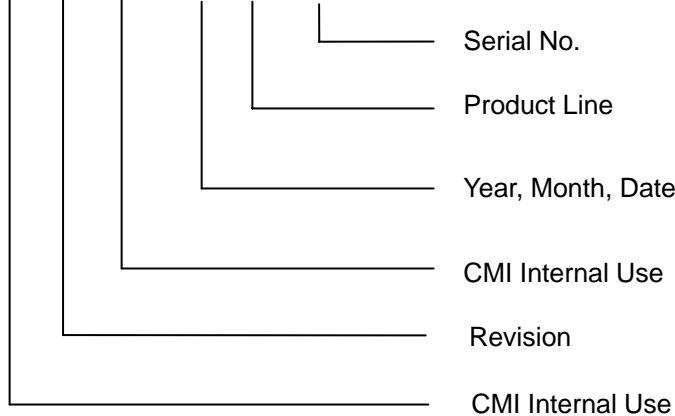 Serial No.
Product Line
Year, Month, Date
CMI Internal Use
Revision
CMI Internal Use